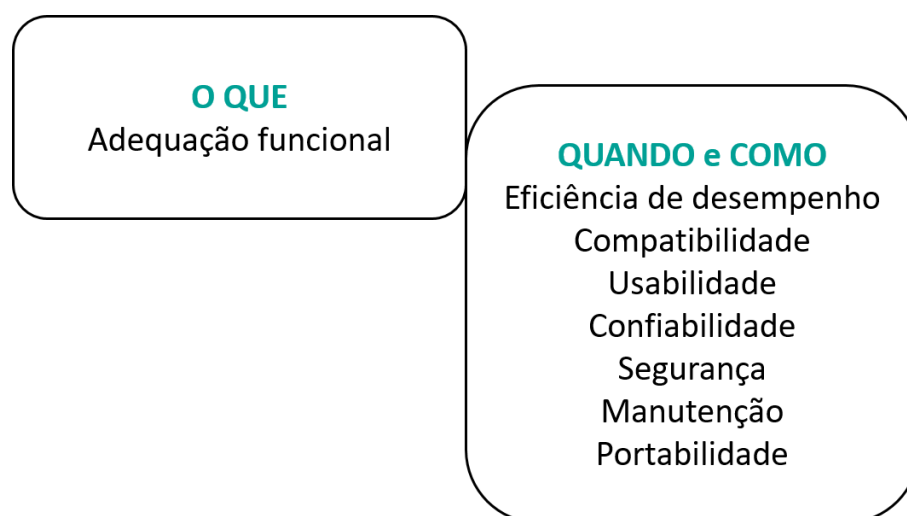 O QUE
Adequação funcional
QUANDO e COMO
Eficiência de desempenho
Compatibilidade
Usabilidade
Confiabilidade
Segurança
Manutenção
Portabilidade